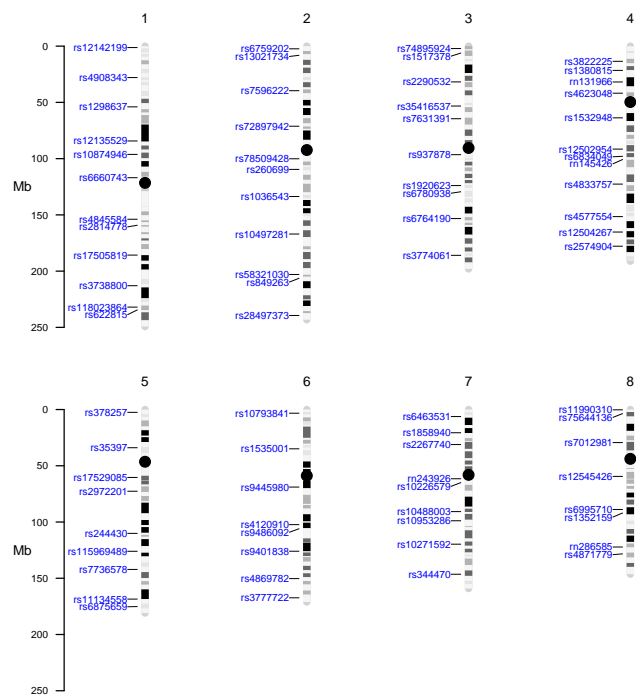 1
2
3
4
0
50
100
150
200
250
Mb
rs12142199
rs4908343
rs1298637
rs12135529
rs10874946
rs6660743
rs4845584
rs2814778
rs17505819
rs3738800
rs118023864
rs622815
rs6759202
rs13021734
rs7596222
rs72897942
rs78509428
rs260699
rs1036543
rs10497281
rs58321030
rs849263
rs28497373
rs74895924
rs1517378
rs2290532
rs35416537
rs7631391
rs937878
rs1920623
rs6780938
rs6764190
rs3774061
rs3822225
rs1380815
rn131966
rs4623048
rs1532948
rs12502954
rs6834049
rn145426
rs4833757
rs4577554
rs12504267
rs2574904
5
6
7
8
0
50
100
150
200
250
Mb
rs378257
rs35397
rs17529085
rs2972201
rs244430
rs115969489
rs7736578
rs11134558
rs6875659
rs10793841
rs1535001
rs9445980
rs4120910
rs9486092
rs9401838
rs4869782
rs3777722
rs6463531
rs1858940
rs2267740
rn243926
rs10226579
rs10488003
rs10953286
rs10271592
rs344470
rs11990310
rs75644136
rs7012981
rs12545426
rs6995710
rs1352159
rn286585
rs4871779